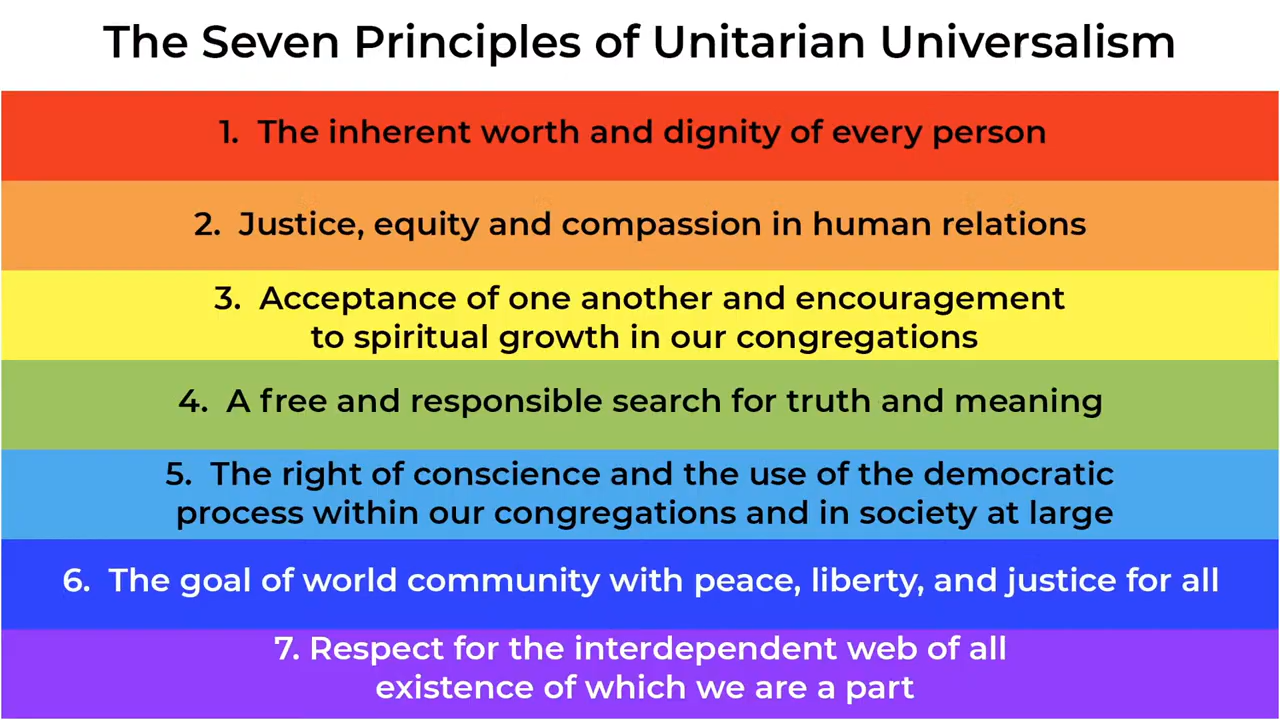 The Seven Principles of Unitarian Universalism
1. The inherent worth and dignity of every person
2. Justice, equity and compassion in human relations
3. Acceptance of one another and encouragement
to spiritual growth in our congregations
4. A free and responsible search for truth and meaning
5. The right of conscience and the use of the democratic
process within our congregations and in society at large
6. The goal of world community with peace, liberty, and justice for all
7. Respect for the interdependent web of all
existence of which we are a part